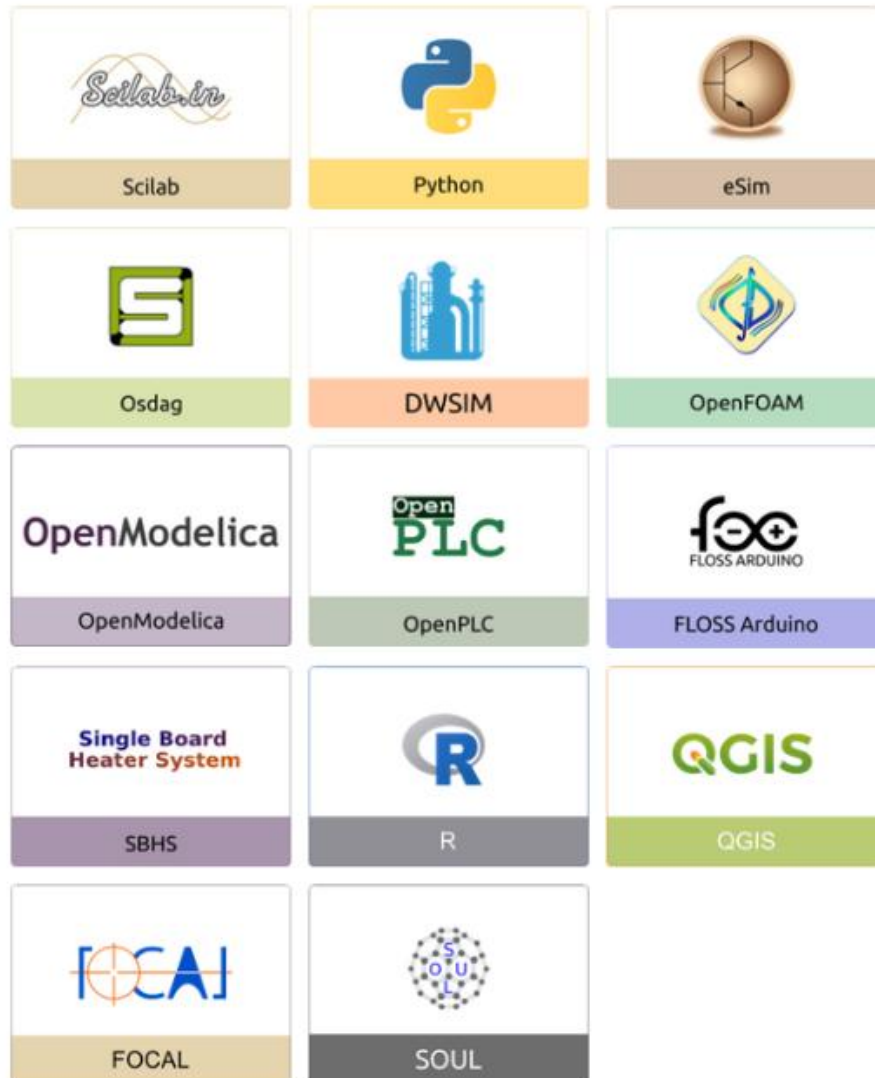 Scilab.in
Scilab
Python
eSim
Osdag
DWSIM
OpenFOAM
OpenModelica
OpenModelica
Open
PLC
OpenPLC
foc
FLOSS ARDUINO
FLOSS Arduino
Single Board
Heater System
SBHS
R
R
QGIS
QGIS
FOCAL
FOCAL
S
O U
L
SOUL